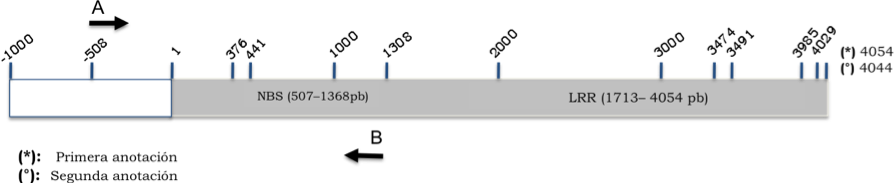 A
-1000 -508 1 376 441 1000 1308 2000 3000 3474 3491 3985 4029 (*) 4054
(°) 4044
NBS (507–1368pb) LRR (1713– 4054 pb)
B
(*): Primera anotación
(°): Segunda anotación